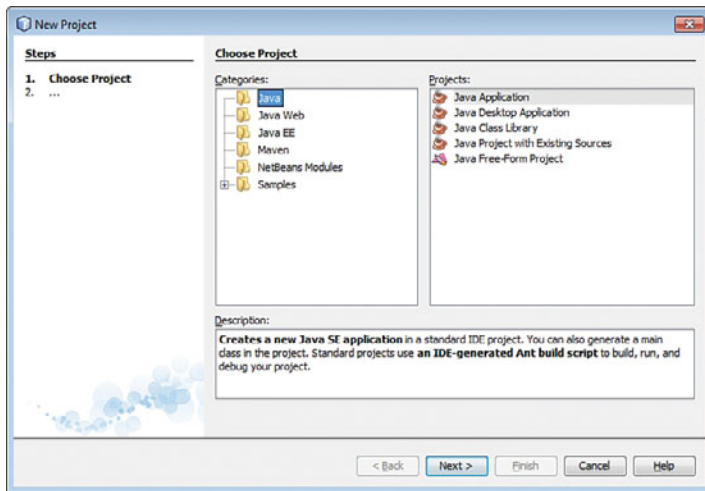 New Project
Steps
1. Choose Project
2. ...
Choose Project
Categories:
Java
Java Web
Java EE
Maven
NetBeans Modules
Samples
Projects:
Java Application
Java Desktop Application
Java Class Library
Java Project with Existing Sources
Java Free-Form Project
Description:
Creates a new Java SE application in a standard IDE project. You can also generate a main
class in the project. Standard projects use an IDE-generated Ant build script to build, run, and
debug your project.
< Back
Next >
Finish
Cancel
Help